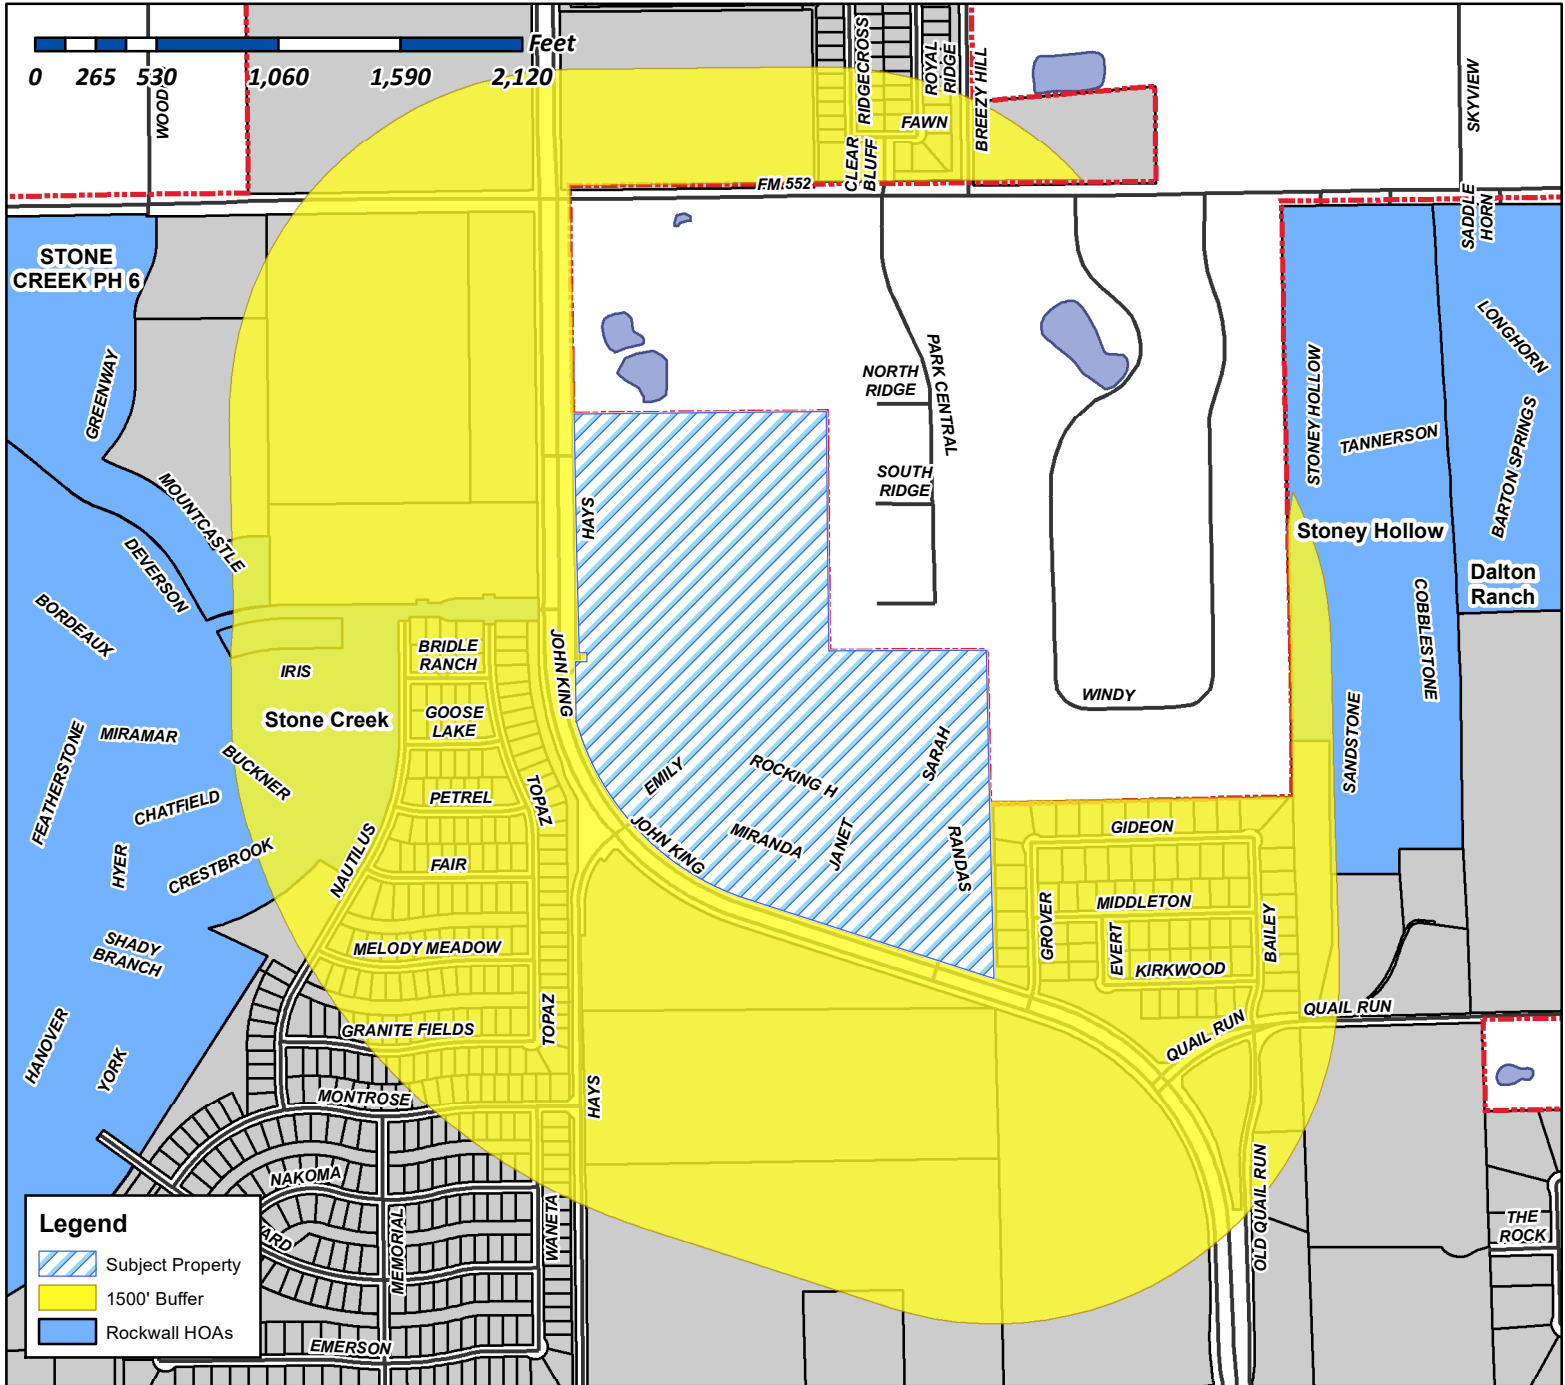 Feet
0 265 530 1,060 1,590 2,120
RIDGECROSS
ROYAL
RIDGE
BREEZY HILL
SKYVIEW
FAWN
CLEAR
BLUFF
FM 552
SADDLE
HORN
STONE
CREEK PH 6
GREENWAY
MOUNTCASTLE
DEVERSON
BORDEAUX
NORTH
RIDGE
PARK CENTRAL
SOUTH
RIDGE
STONEY HOLLOW
LONGHORN
TANNERSON
BARTON SPRINGS
Stoney Hollow
Dalton
Ranch
COBBLESTONE
HAYS
JOHN KING
BRIDLE
RANCH
IRIS
Stone Creek
GOOSE
LAKE
MIRAMAR
FEATHERSTONE
BUCKNER
CHATFIELD
PETREL
TOPAZ
EMILY
ROCKING H
SARAH
WINDY
SANDSTONE
HYER
CRESTBROOK
NAUTILUS
FAIR
JOHN KING
MIRANDA
JANET
RANDAS
GIDEON
MIDDLETON
GROVER
EVERT
KIRKWOOD
BAILEY
SHADY
BRANCH
MELODY MEADOW
TOPAZ
GRANITE FIELDS
QUAIL RUN
QUAIL RUN
HANOVER
YORK
MONTROSE
HAYS
OLD QUAIL RUN
NAKOMA
MEMORIAL
WANETA
EMERSON
THE
ROCK
Legend
Subject Property
1500' Buffer
Rockwall HOAs